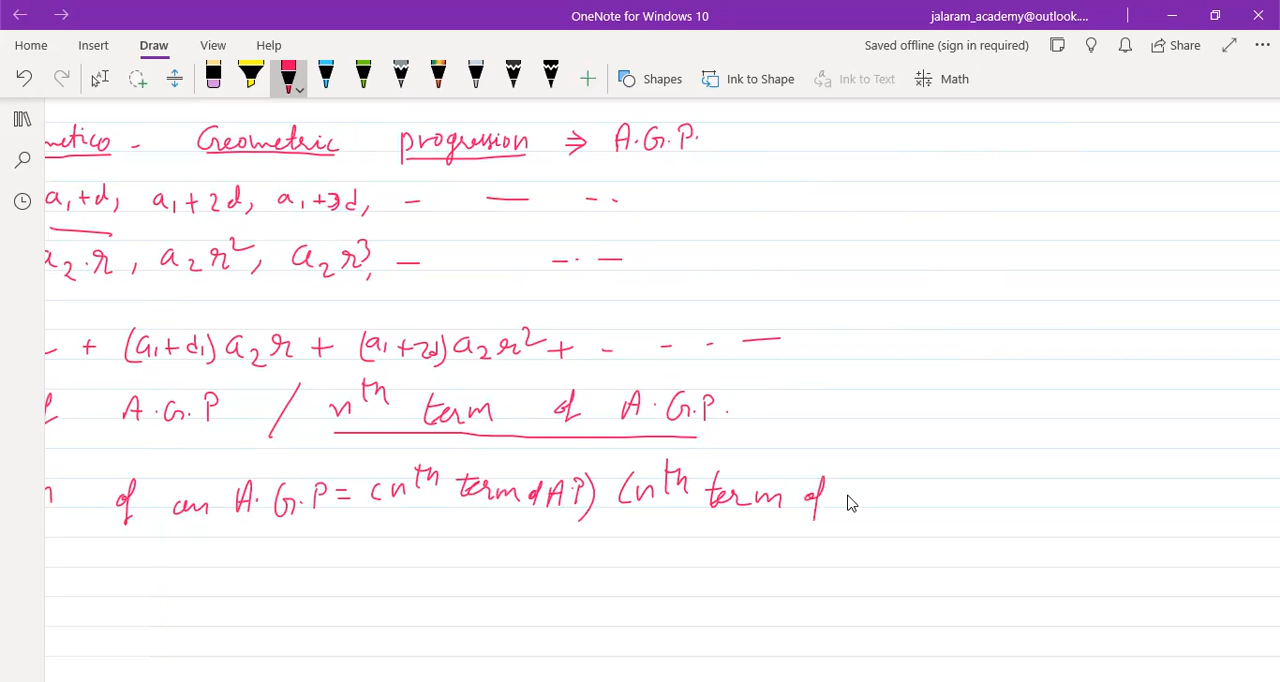 OneNote for Windows 10
jalaram_academy@outlook....
Home Insert Draw View Help
Saved offline (sign in required) Share
Shapes Ink to Shape Ink to Text Math
metico - Geometric progression ⇒ A.G.P.
a₁+d, a₁+2d, a₁+3d, - — - .
a₂.r, a₂r², a₂r³, - -. —
+ (a₁+d₁)a₂r + (a₁+2d)a₂r² + - - . —
f A.G.P / nᵗʰ term of A.G.P.
of an A.G.P = (nᵗʰ term of A.P) (nᵗʰ term of